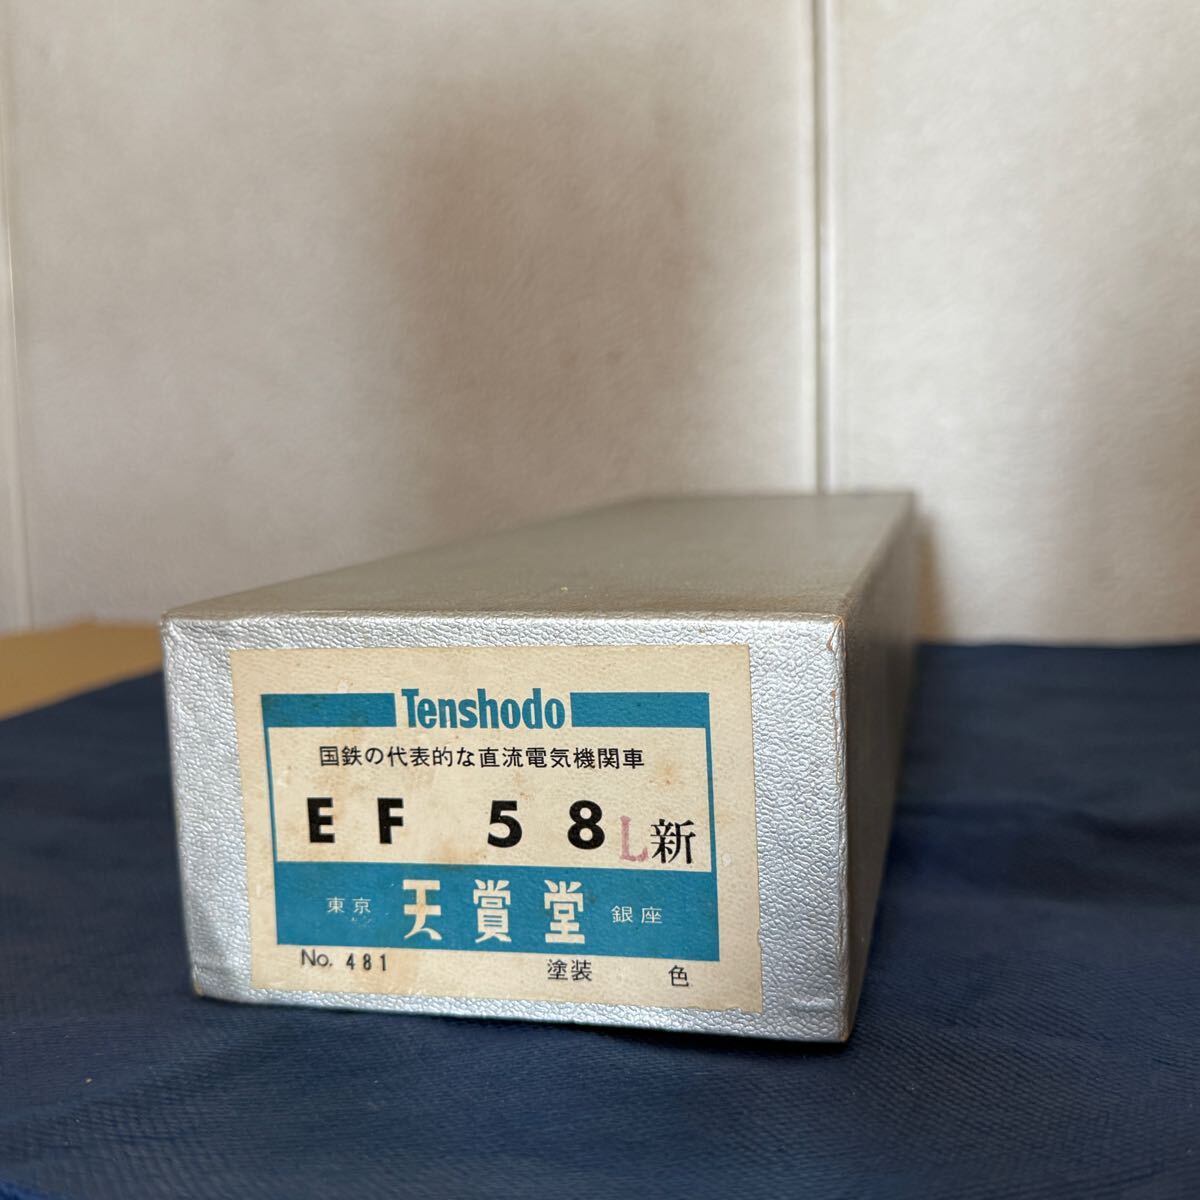 Tenshodo
国鉄の代表的な直流電気機関車
EF 58 L新
東京 天賞堂 銀座
No. 481 塗装 色